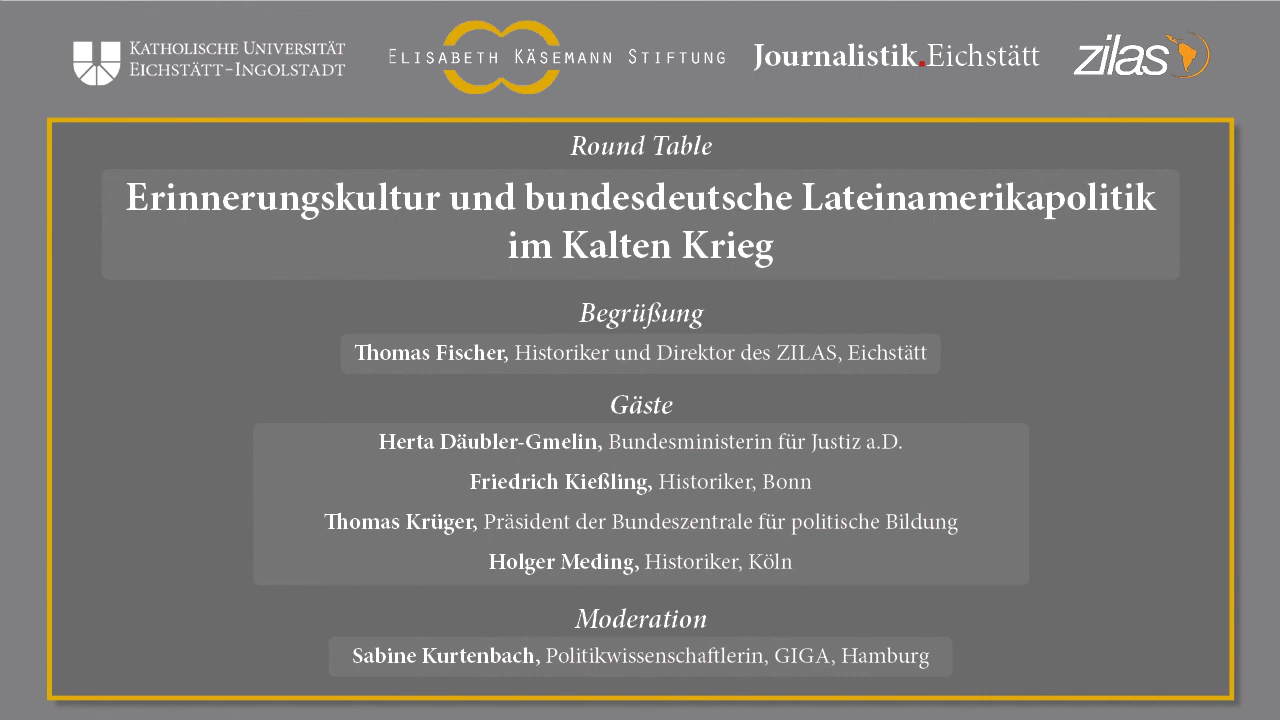 KATHOLISCHE UNIVERSITÄT
EICHSTÄTT-INGOLSTADT
ELISABETH KÄSEMANN STIFTUNG
Journalistik.Eichstätt
zilas
Round Table
Erinnerungskultur und bundesdeutsche Lateinamerikapolitik
im Kalten Krieg
Begrüßung
Thomas Fischer, Historiker und Direktor des ZILAS, Eichstätt
Gäste
Herta Däubler-Gmelin, Bundesministerin für Justiz a.D.
Friedrich Kießling, Historiker, Bonn
Thomas Krüger, Präsident der Bundeszentrale für politische Bildung
Holger Meding, Historiker, Köln
Moderation
Sabine Kurtenbach, Politikwissenschaftlerin, GIGA, Hamburg